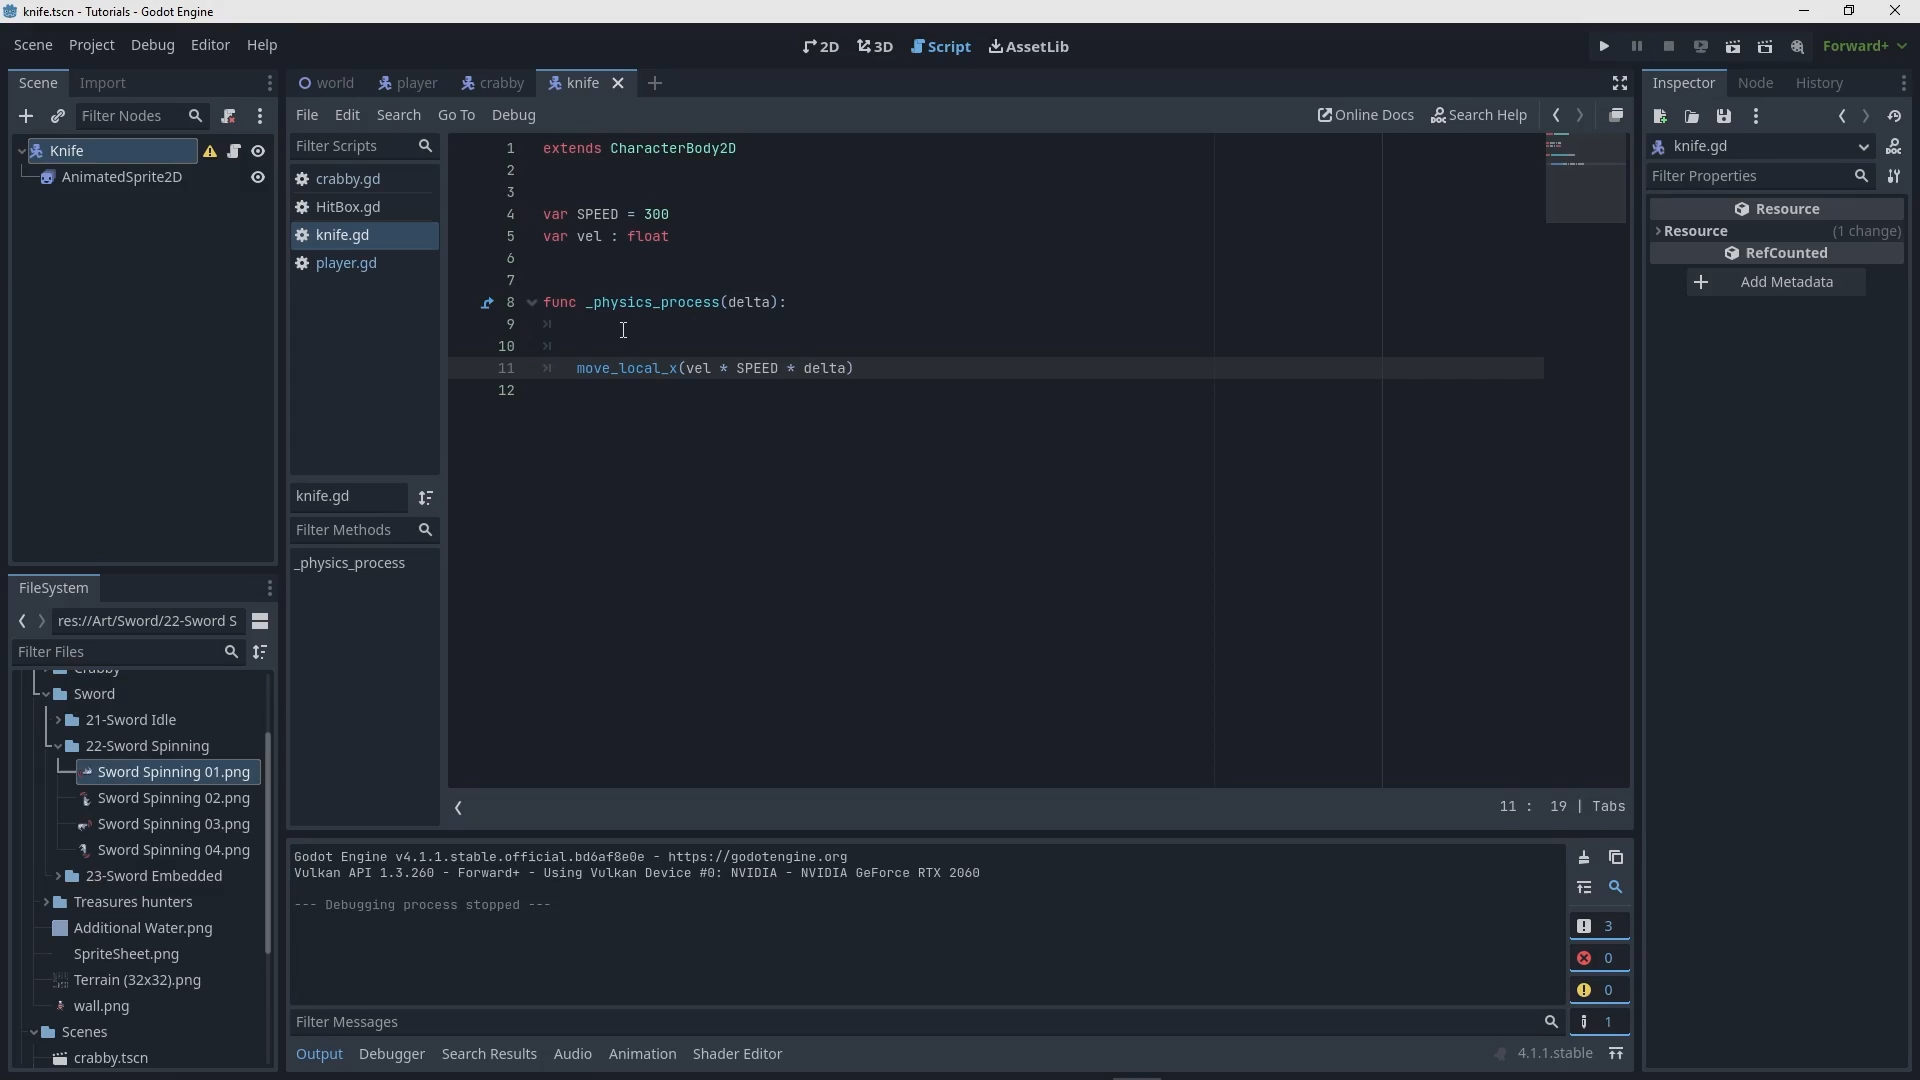 knife.tscn - Tutorials - Godot Engine
Scene Project Debug Editor Help
2D 3D Script AssetLib
Forward+
Scene Import
Filter Nodes
Knife
AnimatedSprite2D
FileSystem
res://Art/Sword/22-Sword S
Filter Files
Crabby
Sword
21-Sword Idle
22-Sword Spinning
Sword Spinning 01.png
Sword Spinning 02.png
Sword Spinning 03.png
Sword Spinning 04.png
23-Sword Embedded
Treasures hunters
Additional Water.png
SpriteSheet.png
Terrain (32x32).png
wall.png
Scenes
crabby.tscn
world player crabby knife
File Edit Search Go To Debug
Online Docs Search Help
Filter Scripts
crabby.gd
HitBox.gd
knife.gd
player.gd
knife.gd
Filter Methods
_physics_process
1 extends CharacterBody2D
2
3
4 var SPEED = 300
5 var vel : float
6
7
8 func _physics_process(delta):
9
10
11 move_local_x(vel * SPEED * delta)
12
11 : 19 | Tabs
Godot Engine v4.1.1.stable.official.bd6af8e0e - https://godotengine.org
Vulkan API 1.3.260 - Forward+ - Using Vulkan Device #0: NVIDIA - NVIDIA GeForce RTX 2060
--- Debugging process stopped ---
3
0
0
1
Filter Messages
Output Debugger Search Results Audio Animation Shader Editor
4.1.1.stable
Inspector Node History
knife.gd
Filter Properties
Resource
Resource (1 change)
RefCounted
Add Metadata